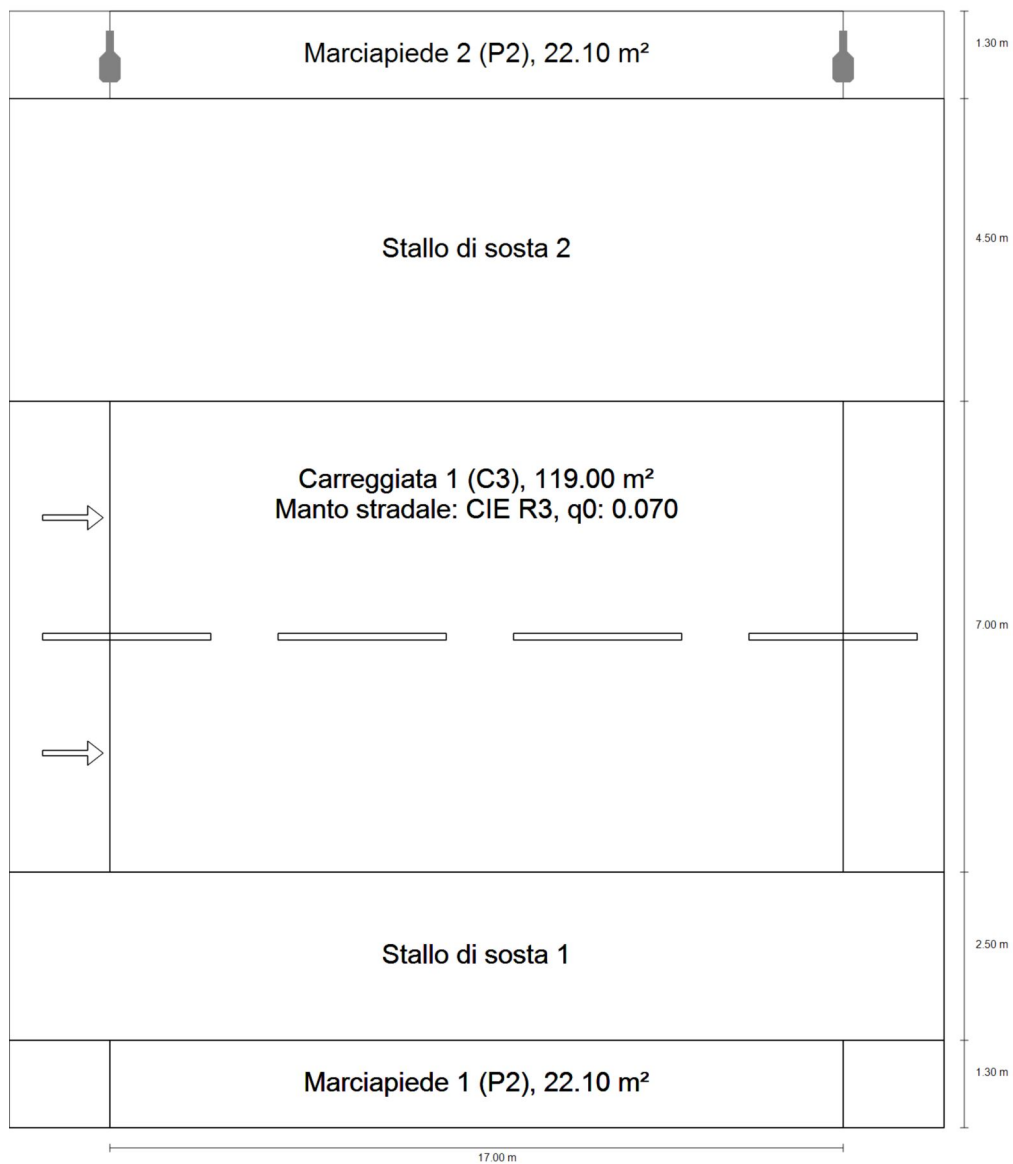 Marciapiede 2 (P2), 22.10 m²
1.30 m
Stallo di sosta 2
4.50 m
Carreggiata 1 (C3), 119.00 m²
Manto stradale: CIE R3, q0: 0.070
7.00 m
Stallo di sosta 1
2.50 m
Marciapiede 1 (P2), 22.10 m²
1.30 m
17.00 m